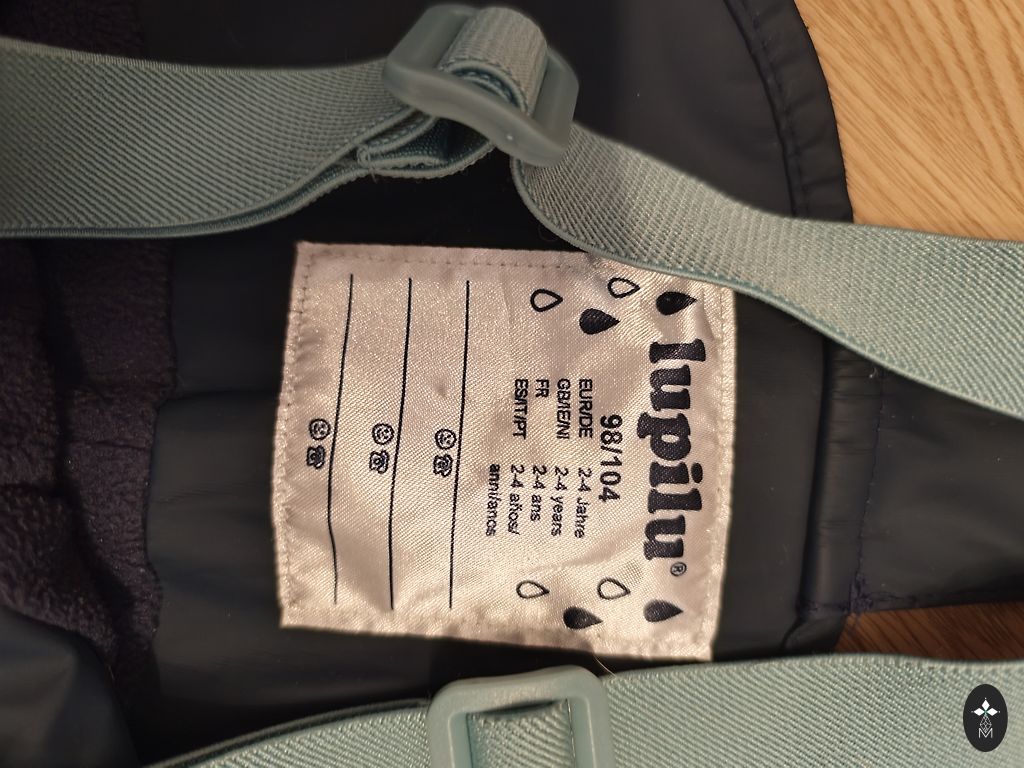 lupilu®
98/104
EUR/DE 2-4 Jahre
GB/IE/NI 2-4 years
FR 2-4 ans
ES/IT/PT 2-4 años/
anni/anos
M